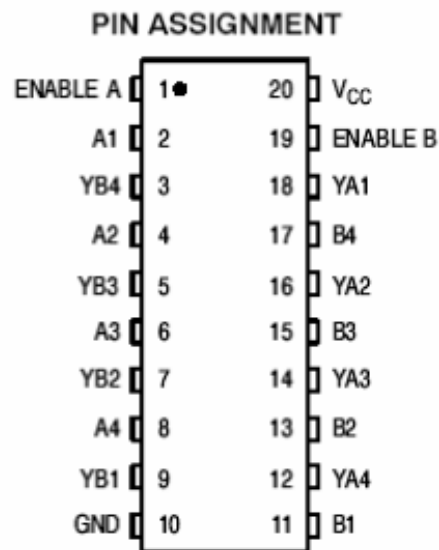 PIN ASSIGNMENT
ENABLE A 1 20 VCC
A1 2 19 ENABLE B
YB4 3 18 YA1
A2 4 17 B4
YB3 5 16 YA2
A3 6 15 B3
YB2 7 14 YA3
A4 8 13 B2
YB1 9 12 YA4
GND 10 11 B1